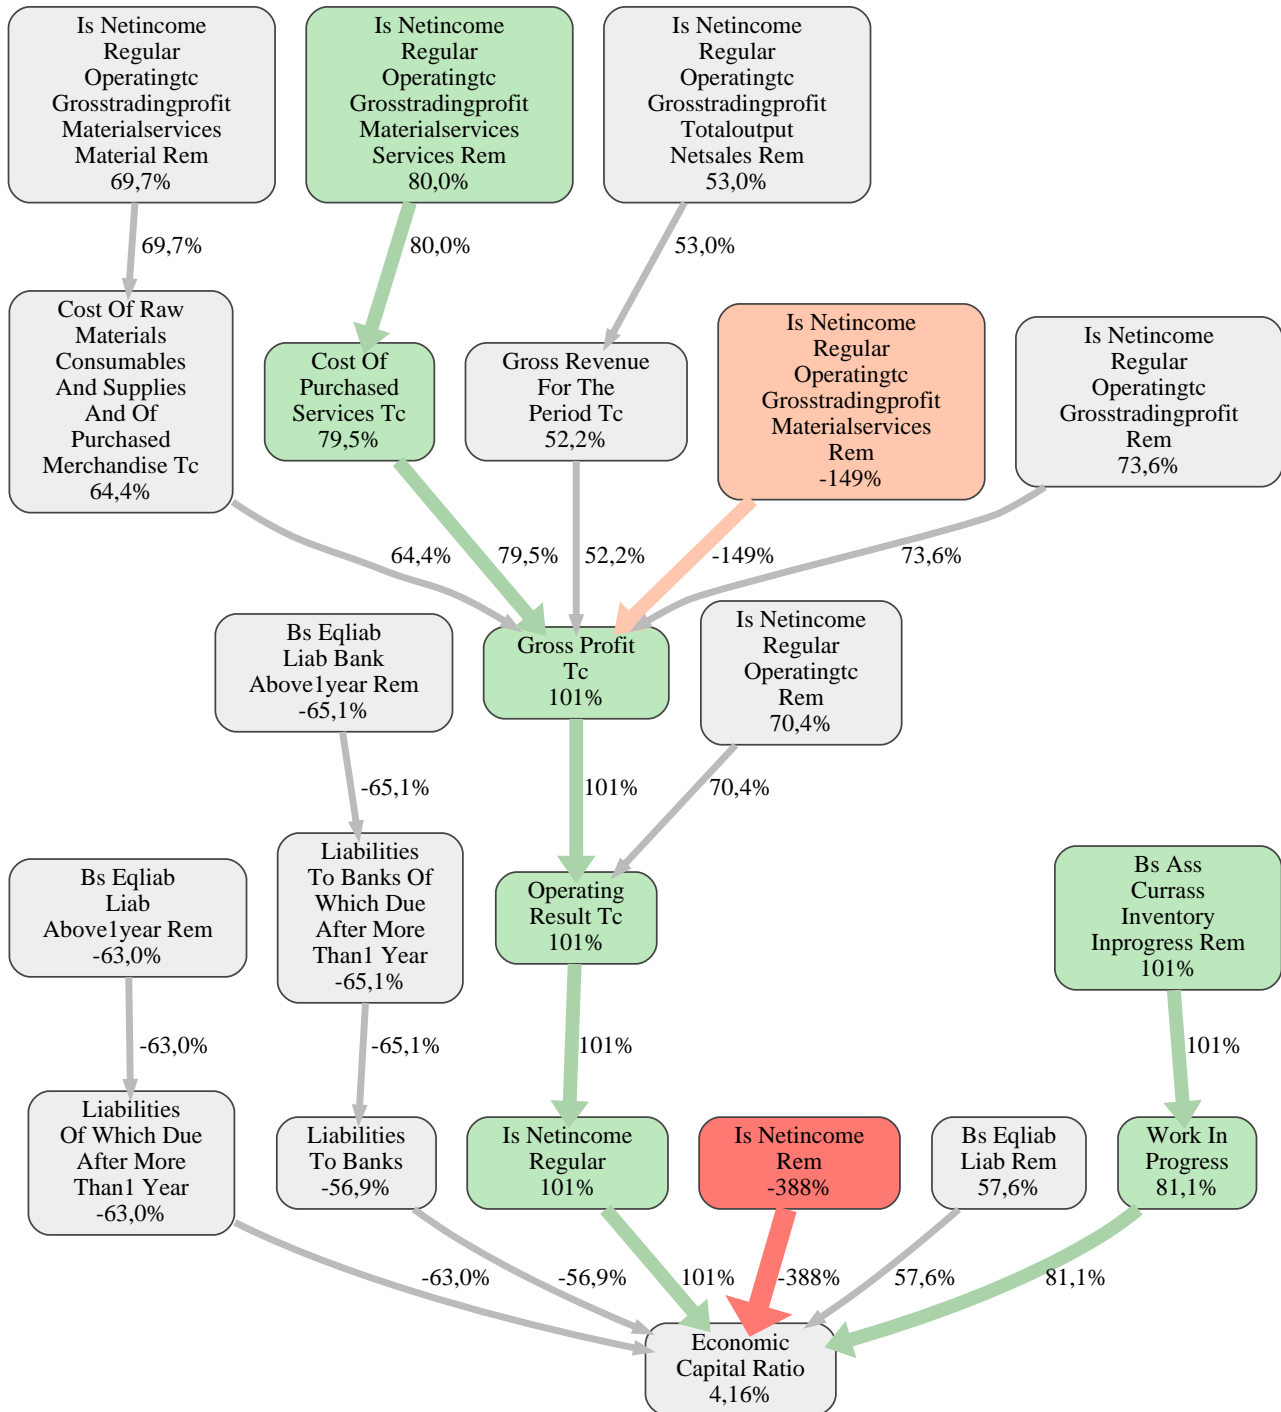 Is Netincome
Regular
Operatingtc
Grosstradingprofit
Materialservices
Material Rem
69,7%
Is Netincome
Regular
Operatingtc
Grosstradingprofit
Materialservices
Services Rem
80,0%
Is Netincome
Regular
Operatingtc
Grosstradingprofit
Totaloutput
Netsales Rem
53,0%
69,7%
80,0%
53,0%
Cost Of Raw
Materials
Consumables
And Supplies
And Of
Purchased
Merchandise Tc
64,4%
Cost Of
Purchased
Services Tc
79,5%
Gross Revenue
For The
Period Tc
52,2%
Is Netincome
Regular
Operatingtc
Grosstradingprofit
Materialservices
Rem
-149%
Is Netincome
Regular
Operatingtc
Grosstradingprofit
Rem
73,6%
64,4%
79,5%
52,2%
-149%
73,6%
Bs Eqliab
Liab Bank
Above1year Rem
-65,1%
Gross Profit
Tc
101%
Is Netincome
Regular
Operatingtc
Rem
70,4%
-65,1%
101%
70,4%
Bs Eqliab
Liab
Above1year Rem
-63,0%
Liabilities
To Banks Of
Which Due
After More
Than1 Year
-65,1%
Operating
Result Tc
101%
Bs Ass
Currass
Inventory
Inprogress Rem
101%
-63,0%
-65,1%
101%
101%
Liabilities
Of Which Due
After More
Than1 Year
-63,0%
Liabilities
To Banks
-56,9%
Is Netincome
Regular
101%
Is Netincome
Rem
-388%
Bs Eqliab
Liab Rem
57,6%
Work In
Progress
81,1%
-63,0%
-56,9%
101%
-388%
57,6%
81,1%
Economic
Capital Ratio
4,16%